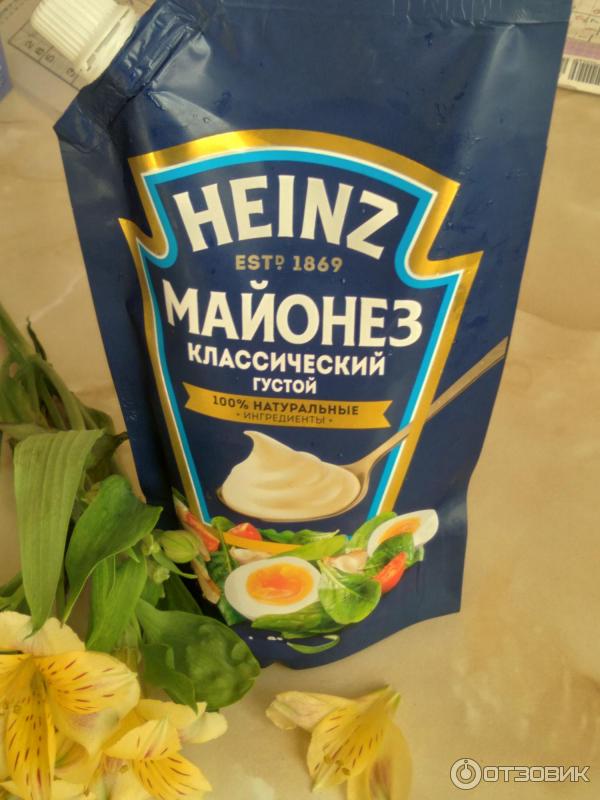 HEINZ
ESTD 1869
МАЙОНЕЗ
КЛАССИЧЕСКИЙ
ГУСТОЙ
100% НАТУРАЛЬНЫЕ
• ИНГРЕДИЕНТЫ •
ОТЗОВИК